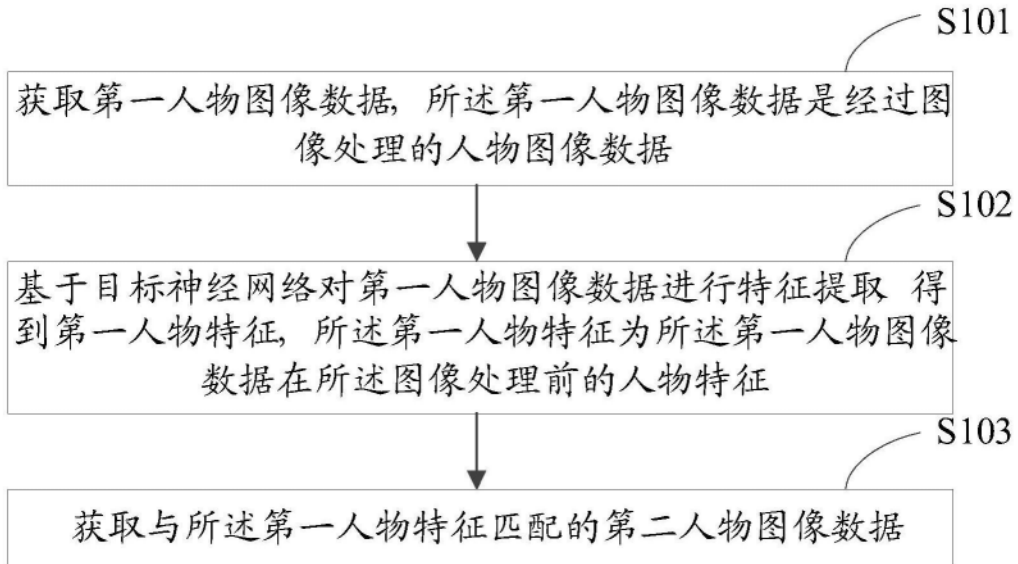 S101
获取第一人物图像数据, 所述第一人物图像数据是经过图
像处理的人物图像数据
S102
基于目标神经网络对第一人物图像数据进行特征提取 得
到第一人物特征, 所述第一人物特征为所述第一人物图像
数据在所述图像处理前的人物特征
S103
获取与所述第一人物特征匹配的第二人物图像数据